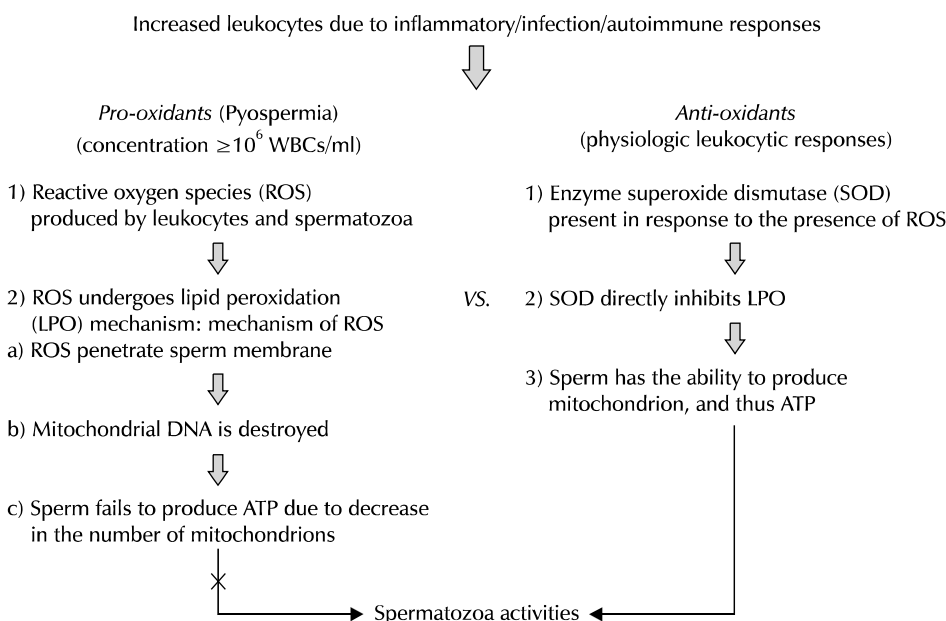 Increased leukocytes due to inflammatory/infection/autoimmune responses
Pro-oxidants (Pyospermia)
(concentration ≥10⁶ WBCs/ml)
1) Reactive oxygen species (ROS)
produced by leukocytes and spermatozoa
2) ROS undergoes lipid peroxidation
(LPO) mechanism: mechanism of ROS
a) ROS penetrate sperm membrane
b) Mitochondrial DNA is destroyed
c) Sperm fails to produce ATP due to decrease
in the number of mitochondrions
VS.
Anti-oxidants
(physiologic leukocytic responses)
1) Enzyme superoxide dismutase (SOD)
present in response to the presence of ROS
2) SOD directly inhibits LPO
3) Sperm has the ability to produce
mitochondrion, and thus ATP
Spermatozoa activities